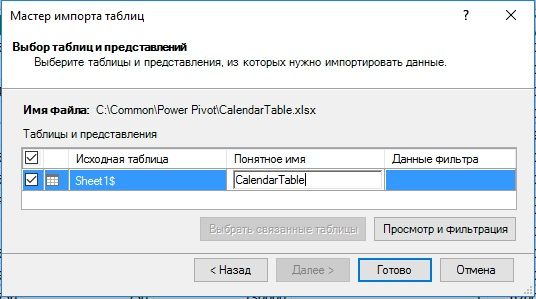 Мастер импорта таблиц
Выбор таблиц и представлений
Выберите таблицы и представления, из которых нужно импортировать данные.
Имя файла: C:\Common\Power Pivot\CalendarTable.xlsx
Таблицы и представления
Исходная таблица Понятное имя Данные фильтра
Sheet1$ CalendarTable
Выбрать связанные таблицы Просмотр и фильтрация
< Назад Далее > Готово Отмена